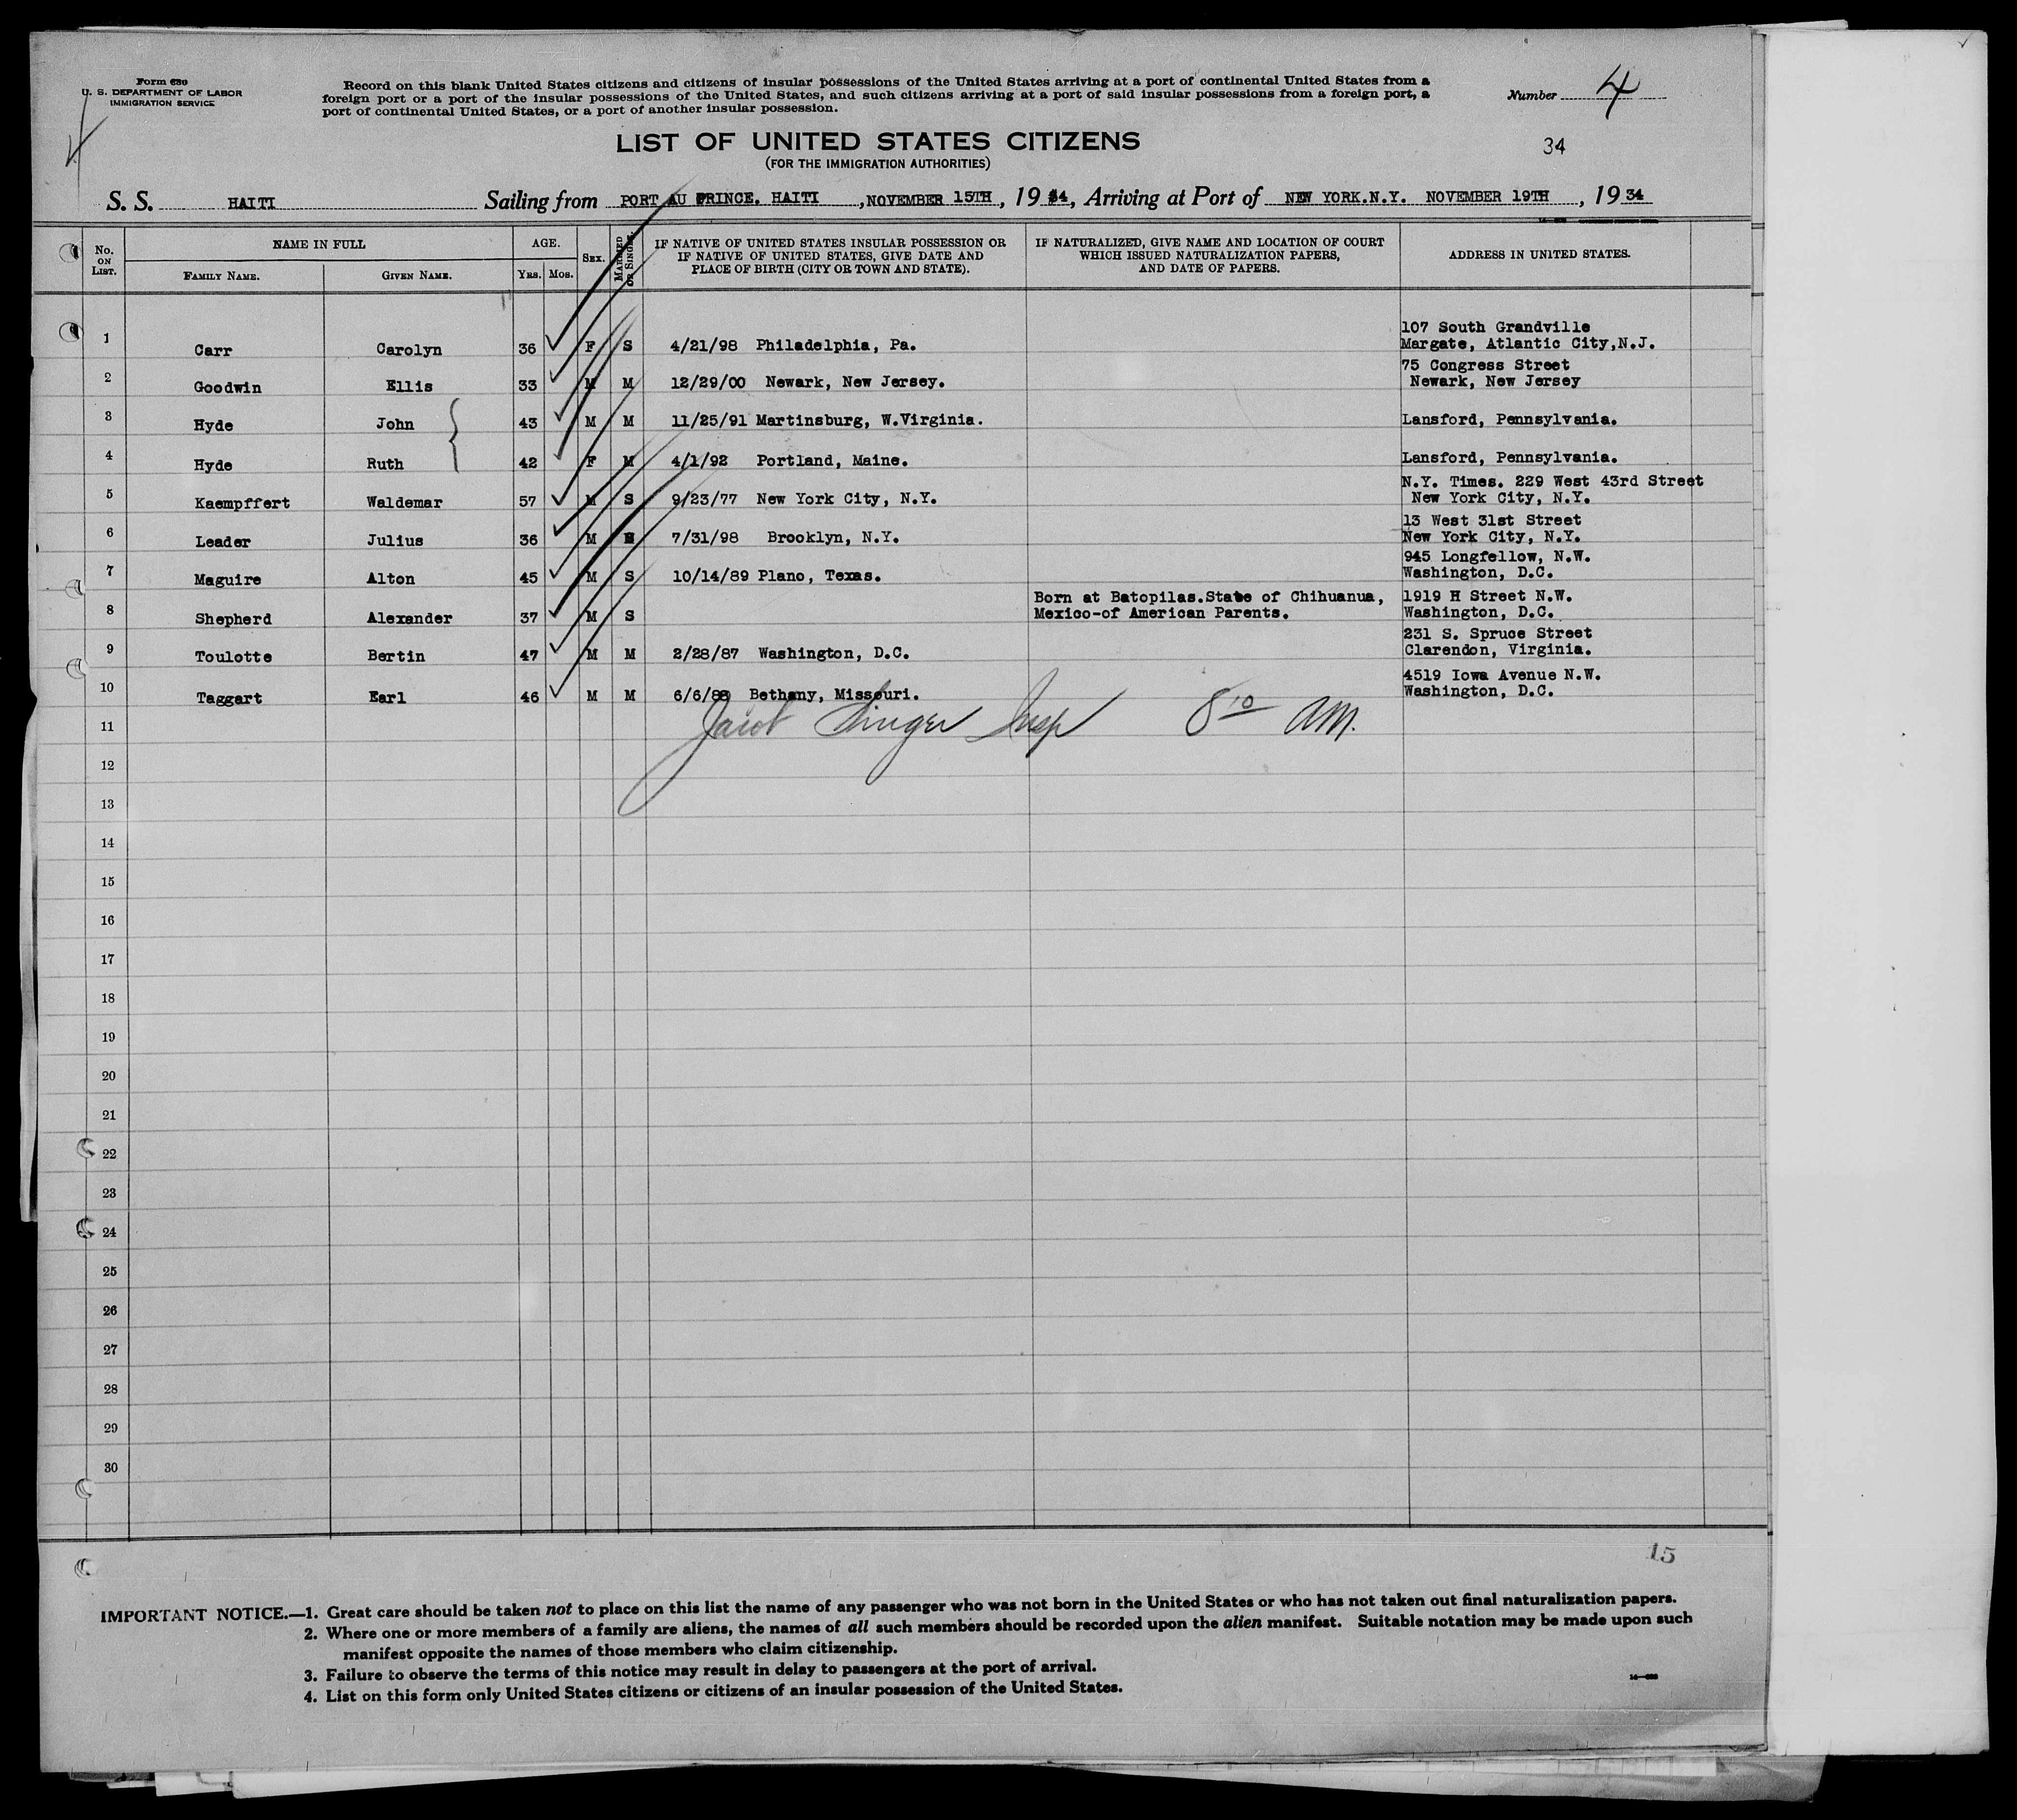 Form 630
U. S. DEPARTMENT OF LABOR
IMMIGRATION SERVICE
Record on this blank United States citizens and citizens of insular possessions of the United States arriving at a port of continental United States from a
foreign port or a port of the insular possessions of the United States, and such citizens arriving at a port of said insular possessions from a foreign port, a
port of continental United States, or a port of another insular possession.
Number 4
34
LIST OF UNITED STATES CITIZENS
(FOR THE IMMIGRATION AUTHORITIES)
S. S. HAITI Sailing from PORT AU PRINCE. HAITI ,NOVEMBER 15TH , 19 34, Arriving at Port of NEW YORK.N.Y. NOVEMBER 19TH , 19 34
No. ON LIST. NAME IN FULL FAMILY NAME. GIVEN NAME. AGE. YRS. MOS. SEX. MARRIED OR SINGLE. IF NATIVE OF UNITED STATES INSULAR POSSESSION OR IF NATIVE OF UNITED STATES, GIVE DATE AND PLACE OF BIRTH (CITY OR TOWN AND STATE). IF NATURALIZED, GIVE NAME AND LOCATION OF COURT WHICH ISSUED NATURALIZATION PAPERS, AND DATE OF PAPERS. ADDRESS IN UNITED STATES.
1 Carr Carolyn 36 F S 4/21/98 Philadelphia, Pa. 107 South Grandville
Margate, Atlantic City,N.J.
2 Goodwin Ellis 33 M M 12/29/00 Newark, New Jersey. 75 Congress Street
Newark, New Jersey
3 Hyde John 43 M M 11/25/91 Martinsburg, W.Virginia. Lansford, Pennsylvania.
4 Hyde Ruth 42 F M 4/1/92 Portland, Maine. Lansford, Pennsylvania.
5 Kaempffert Waldemar 57 M S 9/23/77 New York City, N.Y. N.Y. Times. 229 West 43rd Street
New York City, N.Y.
6 Leader Julius 36 M 7/31/98 Brooklyn, N.Y. 13 West 31st Street
New York City, N.Y.
7 Maguire Alton 45 M S 10/14/89 Plano, Texas. 945 Longfellow, N.W.
Washington, D.C.
8 Shepherd Alexander 37 M S Born at Batopilas.State of Chihuanua, 1919 H Street N.W.
Mexico-of American Parents. Washington, D.C.
9 Toulotte Bertin 47 M M 2/28/87 Washington, D.C. 231 S. Spruce Street
Clarendon, Virginia.
10 Taggart Earl 46 M M 6/6/88 Bethany, Missouri. 4519 Iowa Avenue N.W.
Washington, D.C.
Jacob Singer Insp 8 10 AM.
11
12
13
14
15
16
17
18
19
20
21
22
23
24
25
26
27
28
29
30
15
IMPORTANT NOTICE.—1. Great care should be taken not to place on this list the name of any passenger who was not born in the United States or who has not taken out final naturalization papers.
2. Where one or more members of a family are aliens, the names of all such members should be recorded upon the alien manifest. Suitable notation may be made upon such
manifest opposite the names of those members who claim citizenship.
3. Failure to observe the terms of this notice may result in delay to passengers at the port of arrival.
4. List on this form only United States citizens or citizens of an insular possession of the United States.